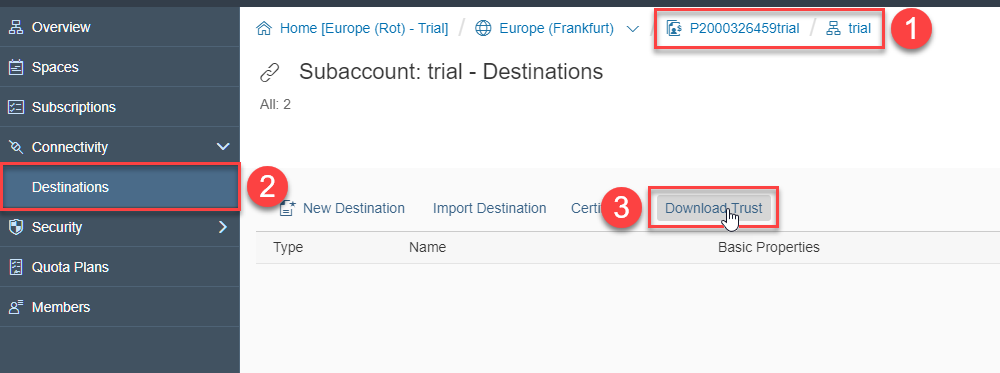 Overview
Spaces
Subscriptions
Connectivity
Destinations
Security
Quota Plans
Members
Home [Europe (Rot) - Trial] / Europe (Frankfurt) / P2000326459trial / trial
1
Subaccount: trial - Destinations
All: 2
2
New Destination Import Destination Certi 3 Download Trust
Type Name Basic Properties